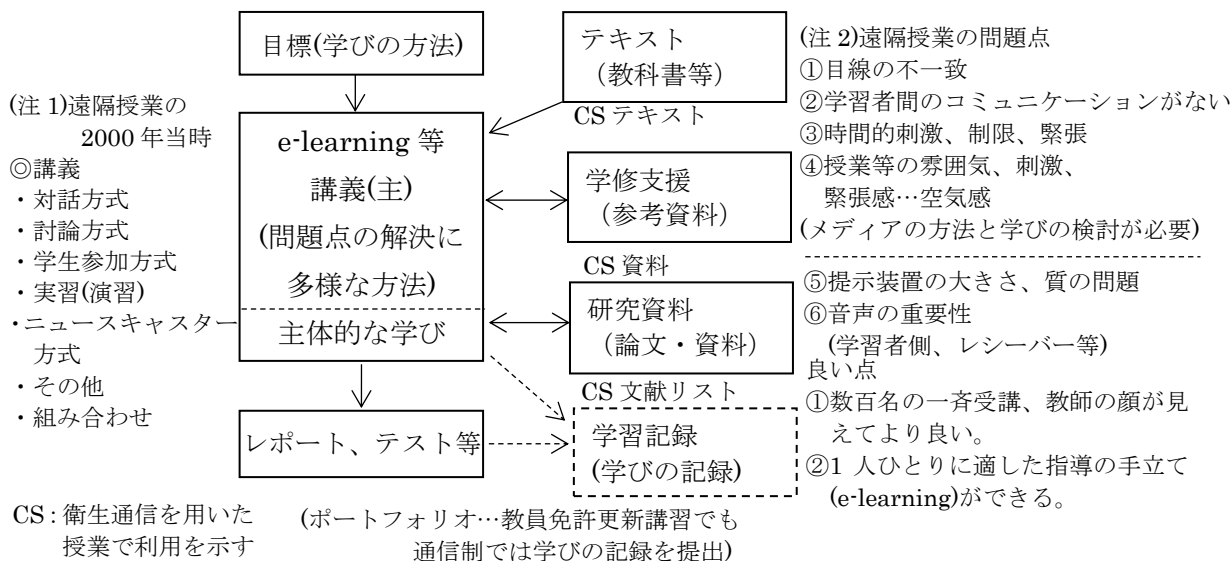 目標(学びの方法)
テキスト
（教科書等）
CS テキスト
(注 1)遠隔授業の
2000 年当時
◎講義
・対話方式
・討論方式
・学生参加方式
・実習(演習)
・ニュースキャスター
方式
・その他
・組み合わせ
e-learning 等
講義(主)
(問題点の解決に
多様な方法)
主体的な学び
学修支援
（参考資料）
CS 資料
研究資料
（論文・資料）
CS 文献リスト
レポート、テスト等
学習記録
(学びの記録)
(注 2)遠隔授業の問題点
①目線の不一致
②学習者間のコミュニケーションがない
③時間的刺激、制限、緊張
④授業等の雰囲気、刺激、
緊張感…空気感
(メディアの方法と学びの検討が必要)
⑤提示装置の大きさ、質の問題
⑥音声の重要性
(学習者側、レシーバー等)
良い点
①数百名の一斉受講、教師の顔が見
えてより良い。
②1 人ひとりに適した指導の手立て
(e-learning)ができる。
CS : 衛生通信を用いた
授業で利用を示す
(ポートフォリオ…教員免許更新講習でも
通信制では学びの記録を提出)